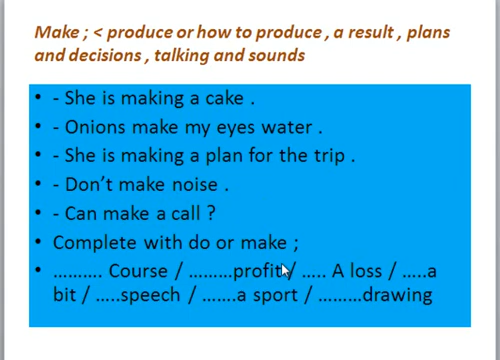 Make ; < produce or how to produce , a result , plans
and decisions , talking and sounds
• - She is making a cake .
• - Onions make my eyes water .
• - She is making a plan for the trip .
• - Don’t make noise .
• - Can make a call ?
• Complete with do or make ;
• ………. Course / ………profit / ….. A loss / …..a
bit / …..speech / …….a sport / ………drawing